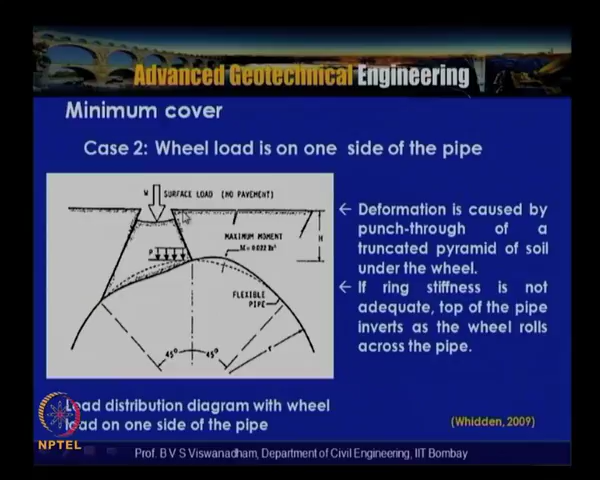 Advanced Geotechnical Engineering
Minimum cover
Case 2: Wheel load is on one side of the pipe
W SURFACE LOAD (NO PAVEMENT)
H
MAXIMUM MOMENT
P
FLEXIBLE
PIPE
45° 45°
r
← Deformation is caused by
punch-through of a
truncated pyramid of soil
under the wheel.
← If ring stiffness is not
adequate, top of the pipe
inverts as the wheel rolls
across the pipe.
Load distribution diagram with wheel
load on one side of the pipe
(Whidden, 2009)
NPTEL
Prof. B V S Viswanadham, Department of Civil Engineering, IIT Bombay